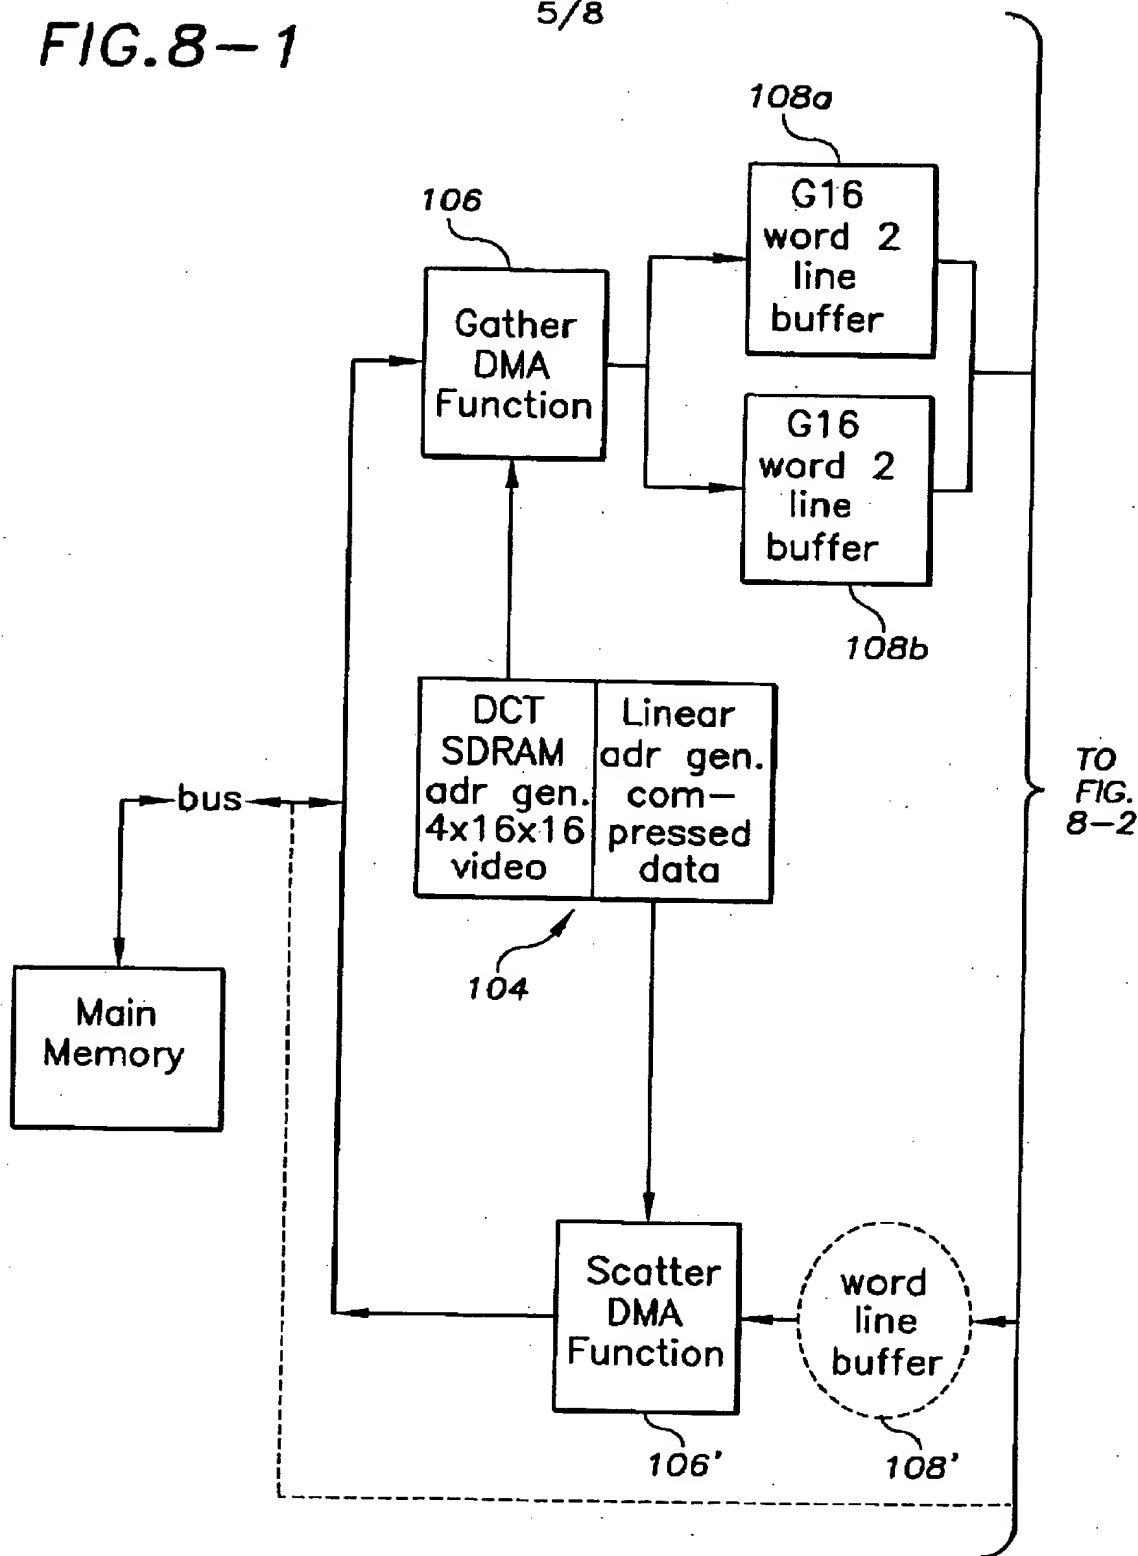 5/8
FIG.8-1
108a
G16
word 2
line
buffer
106
Gather
DMA
Function
G16
word 2
line
buffer
108b
DCT
SDRAM
adr gen.
4x16x16
video
Linear
adr gen.
com-
pressed
data
104
bus
TO
FIG.
8-2
Main
Memory
Scatter
DMA
Function
106'
word
line
buffer
108'